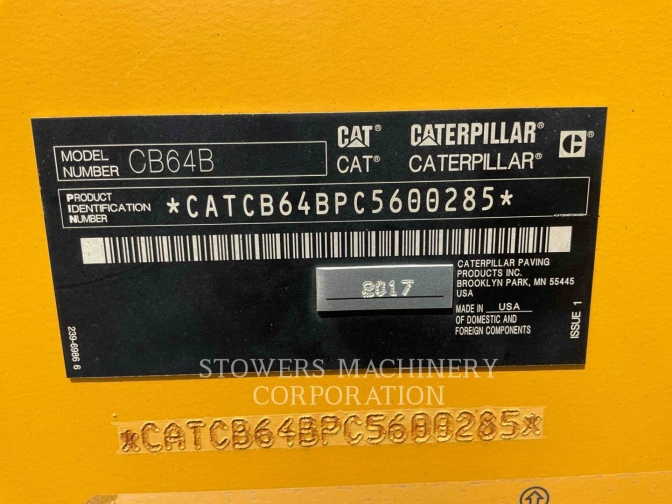 CAT® CATERPILLAR®
CAT® CATERPILLAR®
MODEL NUMBER CB64B
PRODUCT IDENTIFICATION NUMBER *CATCB64BPC5600285*
CATERPILLAR PAVING
PRODUCTS INC.
BROOKLYN PARK, MN 55445
USA
2017
MADE IN USA
OF DOMESTIC AND
FOREIGN COMPONENTS
ISSUE 1
239-6986 6
STOWERS MACHINERY
CORPORATION
*CATCB64BPC5600285*